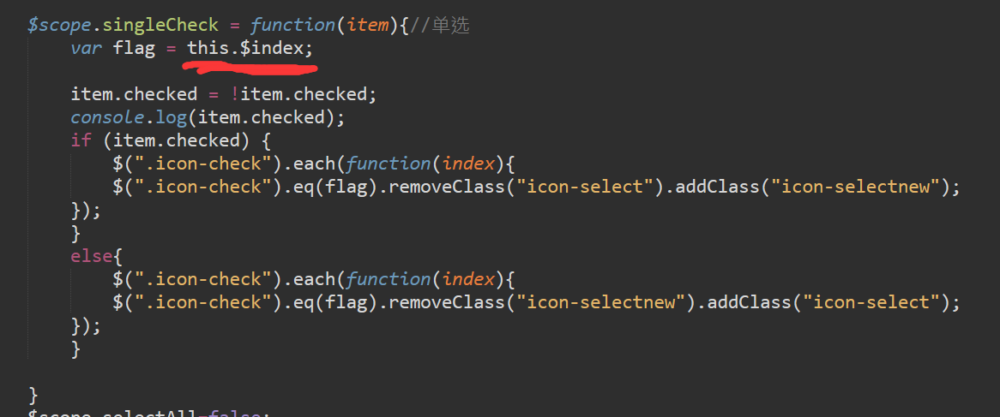 $scope.singleCheck = function(item){//单选
var flag = this.$index;
item.checked = !item.checked;
console.log(item.checked);
if (item.checked) {
$(".icon-check").each(function(index){
$(".icon-check").eq(flag).removeClass("icon-select").addClass("icon-selectnew");
});
}
else{
$(".icon-check").each(function(index){
$(".icon-check").eq(flag).removeClass("icon-selectnew").addClass("icon-select");
});
}
}
$scope.selectAll=false;